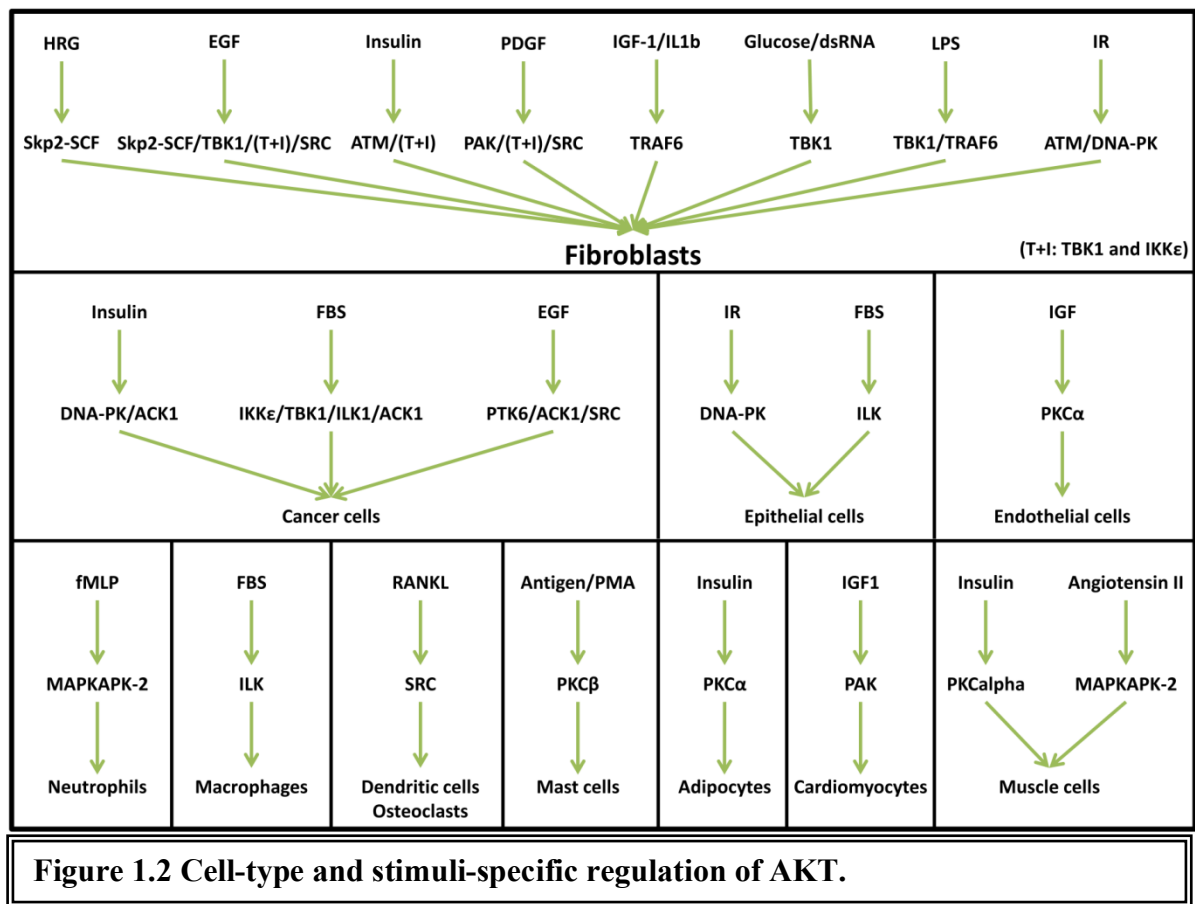 HRG EGF Insulin PDGF IGF-1/IL1b Glucose/dsRNA LPS IR
Skp2-SCF Skp2-SCF/TBK1/(T+I)/SRC ATM/(T+I) PAK/(T+I)/SRC TRAF6 TBK1 TBK1/TRAF6 ATM/DNA-PK
Fibroblasts (T+I: TBK1 and IKKε)
Insulin FBS EGF IR FBS IGF
DNA-PK/ACK1 IKKε/TBK1/ILK1/ACK1 PTK6/ACK1/SRC DNA-PK ILK PKCα
Cancer cells Epithelial cells Endothelial cells
fMLP FBS RANKL Antigen/PMA Insulin IGF1 Insulin Angiotensin II
MAPKAPK-2 ILK SRC PKCβ PKCα PAK PKCalpha MAPKAPK-2
Neutrophils Macrophages Dendritic cells Mast cells Adipocytes Cardiomyocytes Muscle cells
Osteoclasts
Figure 1.2 Cell-type and stimuli-specific regulation of AKT.